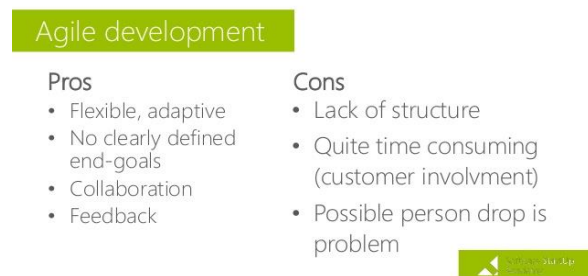 Agile development
Pros
• Flexible, adaptive
• No clearly defined
end-goals
• Collaboration
• Feedback
Cons
• Lack of structure
• Quite time consuming
(customer involvment)
• Possible person drop is
problem